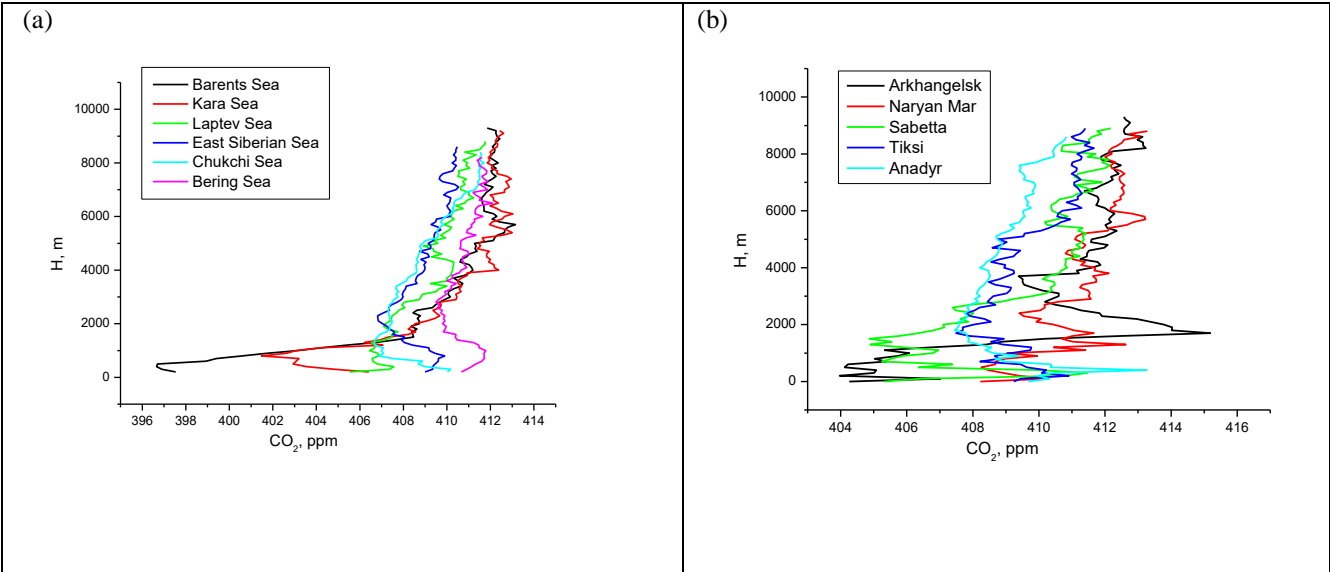 (a)
Barents Sea
Kara Sea
Laptev Sea
East Siberian Sea
Chukchi Sea
Bering Sea
10000
8000
6000
4000
2000
0
H, m
396 398 400 402 404 406 408 410 412 414
CO2, ppm
(b)
Arkhangelsk
Naryan Mar
Sabetta
Tiksi
Anadyr
10000
8000
6000
4000
2000
0
H, m
404 406 408 410 412 414 416
CO2, ppm